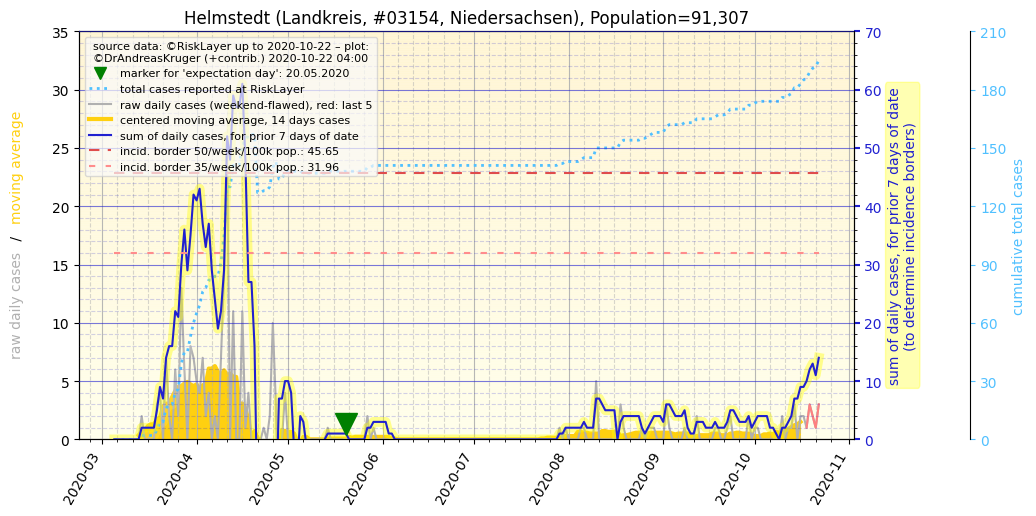 Helmstedt (Landkreis, #03154, Niedersachsen), Population=91,307
source data: ©RiskLayer up to 2020-10-22 – plot:
©DrAndreasKruger (+contrib.) 2020-10-22 04:00
marker for 'expectation day': 20.05.2020
total cases reported at RiskLayer
raw daily cases (weekend-flawed), red: last 5
centered moving average, 14 days cases
sum of daily cases, for prior 7 days of date
incid. border 50/week/100k pop.: 45.65
incid. border 35/week/100k pop.: 31.96
raw daily cases / moving average
35
30
25
20
15
10
5
0
2020-03
2020-04
2020-05
2020-06
2020-07
2020-08
2020-09
2020-10
2020-11
70
60
50
40
30
20
10
0
sum of daily cases, for prior 7 days of date
(to determine incidence borders)
210
180
150
120
90
60
30
0
cumulative total cases